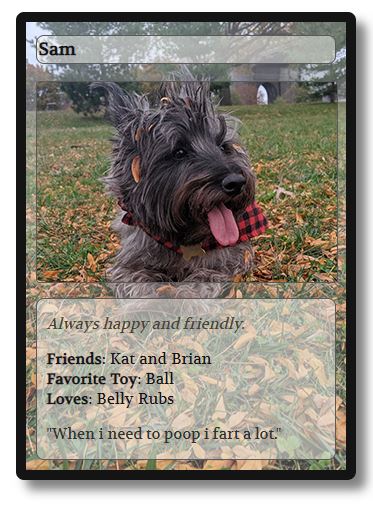 Sam
Always happy and friendly.
Friends: Kat and Brian
Favorite Toy: Ball
Loves: Belly Rubs
"When i need to poop i fart a lot."